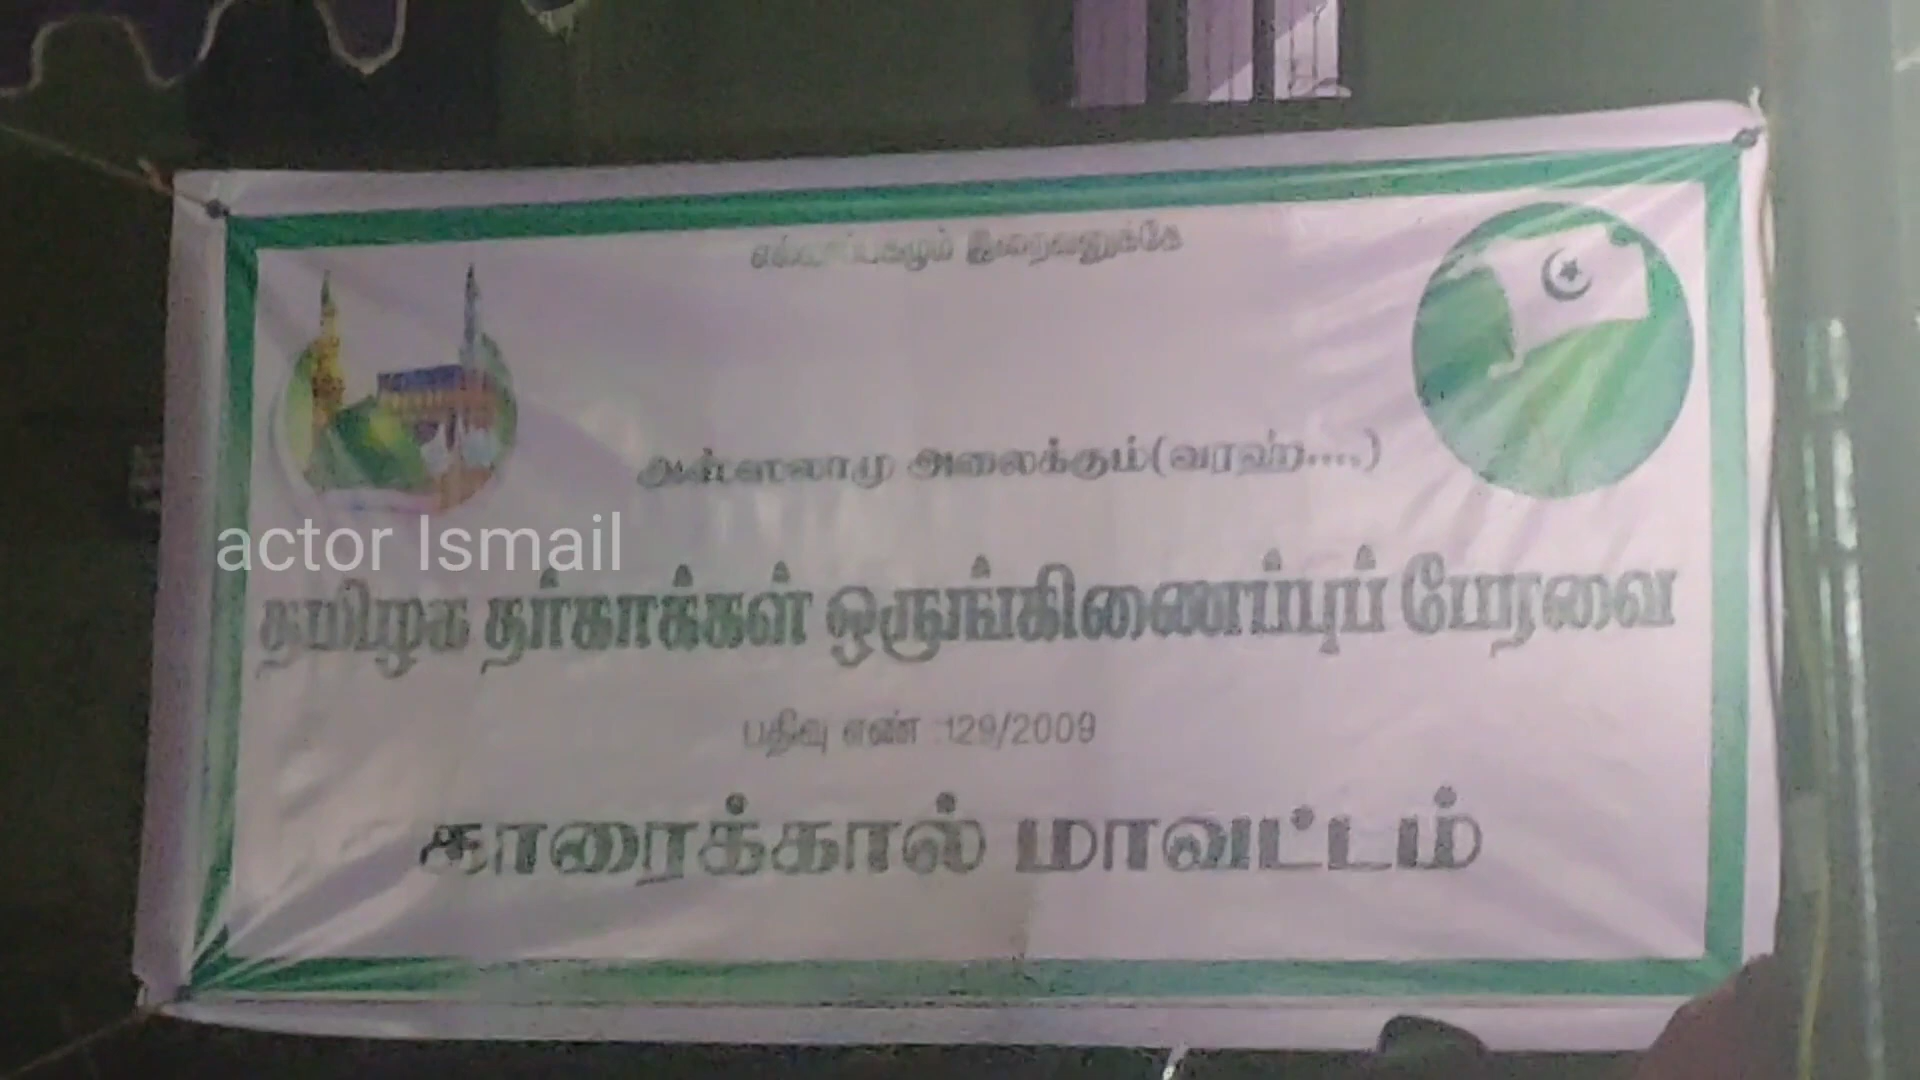 எல்லாப்புகழும் இறைவனுக்கே
அஸ்ஸலாமு அலைக்கும்(வரஹ்....)
actor Ismail
தமிழக தர்காக்கள் ஒருங்கிணைப்புப் பேரவை
பதிவு எண் :129/2009
காரைக்கால் மாவட்டம்